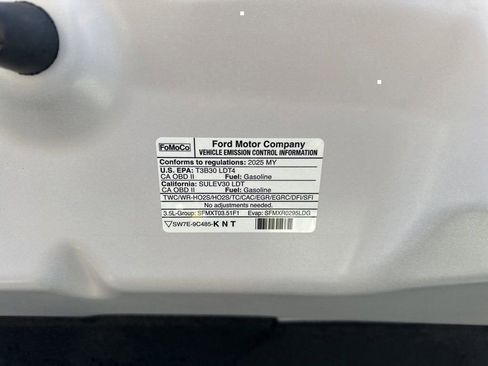 FoMoCo
Ford Motor Company
VEHICLE EMISSION CONTROL INFORMATION
Conforms to regulations: 2025 MY
U.S. EPA: T3B30 LDT4
CA OBD II Fuel: Gasoline
California: SULEV30 LDT
CA OBD II Fuel: Gasoline
TWC/WR-HO2S/HO2S/TC/CAC/EGR/EGRC/DFI/SFI
No adjustments needed.
3.5L-Group: SFMXT03.51F1 Evap: SFMXR0295LDG
SW7E-9C485-KNT